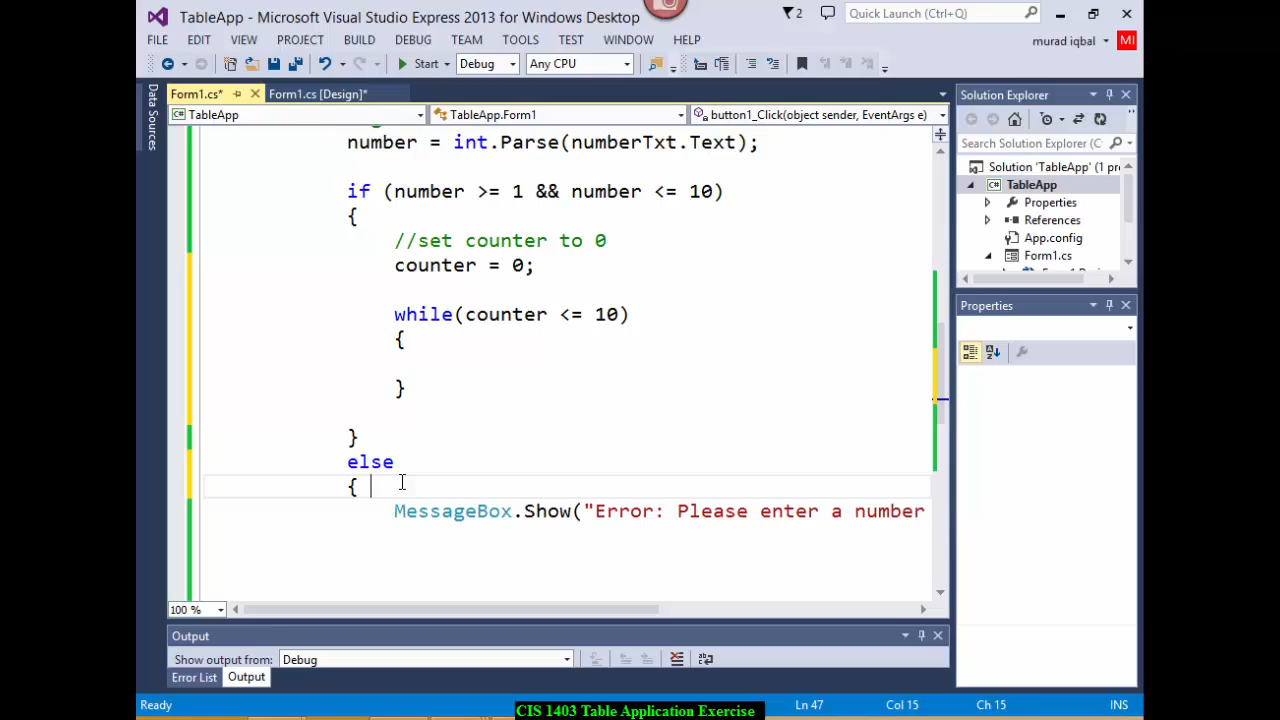 TableApp - Microsoft Visual Studio Express 2013 for Windows Desktop
2
Quick Launch (Ctrl+Q)
FILE EDIT VIEW PROJECT BUILD DEBUG TEAM TOOLS TEST WINDOW HELP
murad iqbal MI
Start Debug Any CPU
Data Sources
Form1.cs* Form1.cs [Design]*
TableApp TableApp.Form1 button1_Click(object sender, EventArgs e)
number = int.Parse(numberTxt.Text);
if (number >= 1 && number <= 10)
{
//set counter to 0
counter = 0;
while(counter <= 10)
{
}
}
else
{
MessageBox.Show("Error: Please enter a number
100 %
Output
Show output from: Debug
Error List Output
Solution Explorer
Search Solution Explorer (C
Solution 'TableApp' (1 pr
TableApp
Properties
References
App.config
Form1.cs
Properties
Ready Ln 47 Col 15 Ch 15 INS
CIS 1403 Table Application Exercise